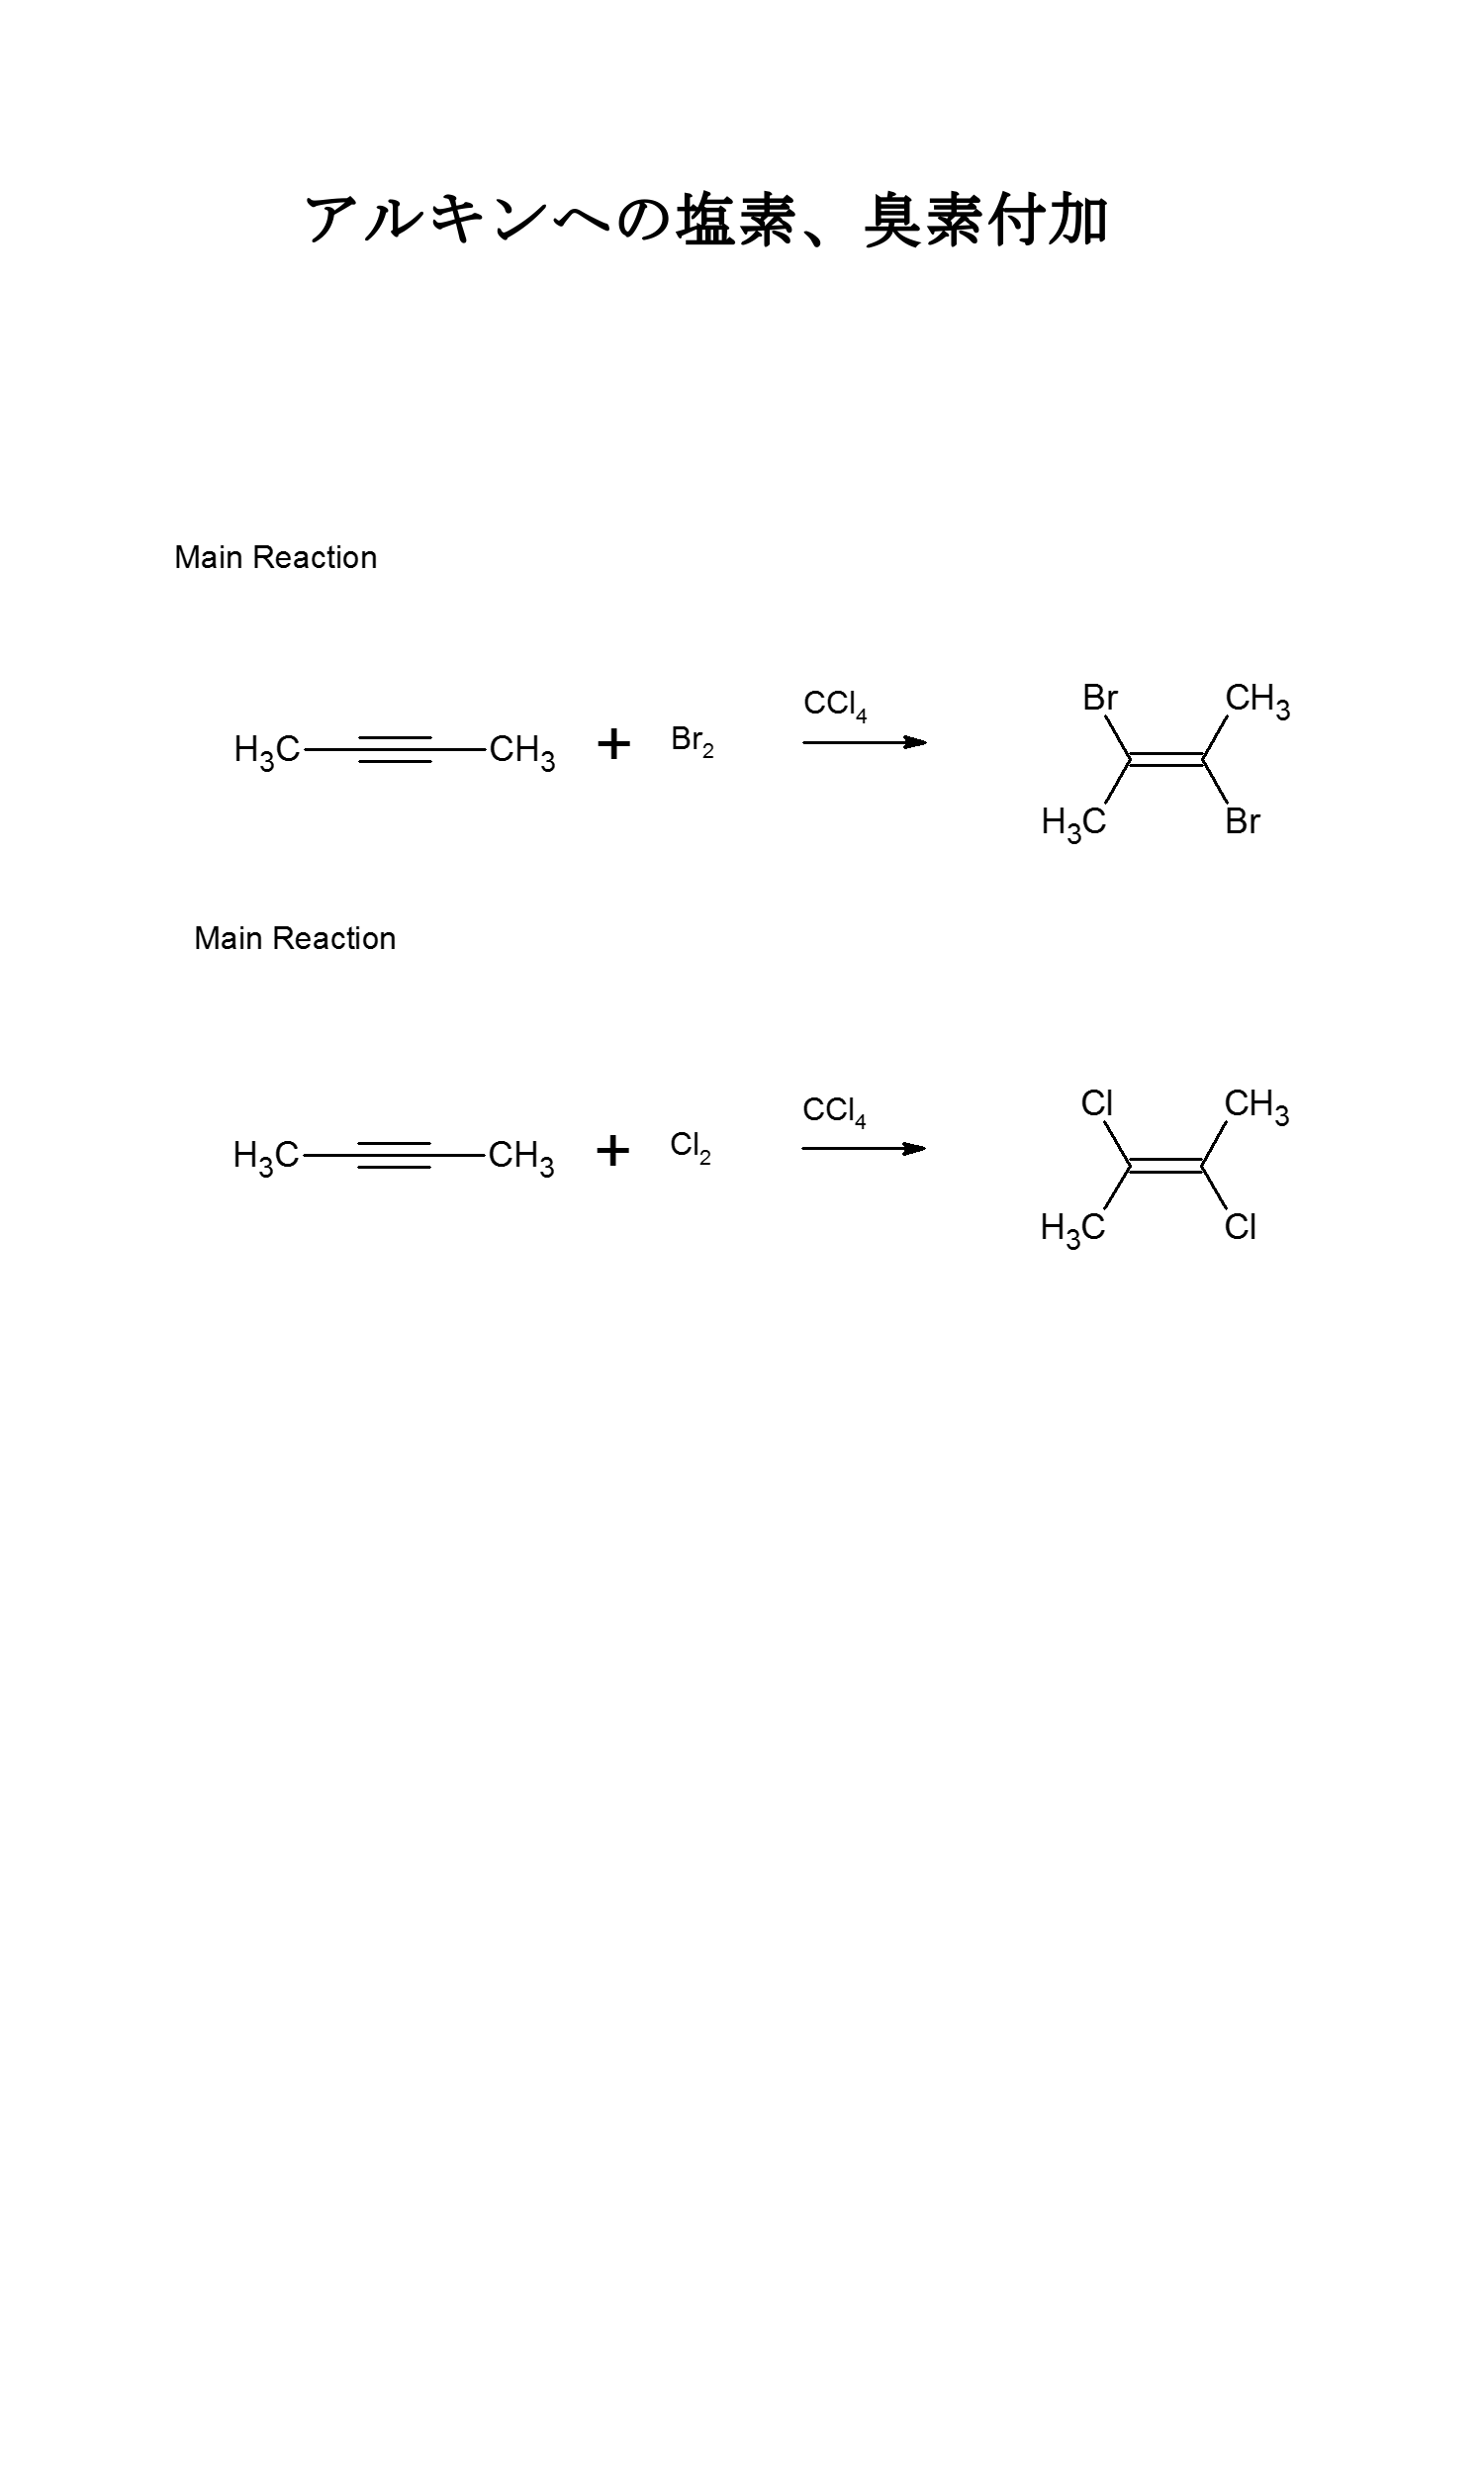 アルキンへの塩素、臭素付加
Main Reaction
H3C CH3 + Br2 CCl4 Br CH3
H3C Br
Main Reaction
H3C CH3 + Cl2 CCl4 Cl CH3
H3C Cl